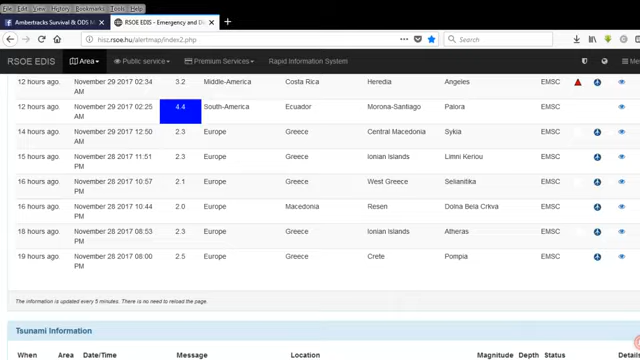 File Edit View History Bookmarks Tools Help
Ambertracks Survival & ODS M
RSOE EDIS - Emergency and D
hisz.rsoe.hu/alertmap/index2.php
Search
RSOE EDIS Area Public service Premium Services Rapid Information System
12 hours ago. November 29 2017 02:34 AM 3.2 Middle-America Costa Rica Heredia Angeles EMSC
12 hours ago. November 29 2017 02:25 AM 4.4 South-America Ecuador Morona-Santiago Palora EMSC
14 hours ago. November 29 2017 12:50 AM 2.3 Europe Greece Central Macedonia Sykia EMSC
15 hours ago. November 28 2017 11:51 PM 2.3 Europe Greece Ionian Islands Limni Keriou EMSC
16 hours ago. November 28 2017 10:57 PM 2.1 Europe Greece West Greece Selianitika EMSC
16 hours ago. November 28 2017 10:44 PM 2.0 Europe Macedonia Resen Dolna Bela Crkva EMSC
18 hours ago. November 28 2017 08:53 PM 2.3 Europe Greece Ionian Islands Atheras EMSC
19 hours ago. November 28 2017 08:00 PM 2.5 Europe Greece Crete Pompia EMSC
The information is updated every 5 minutes. There is no need to reload the page.
Tsunami Information
When Area Date/Time Message Location Magnitude Depth Status Details